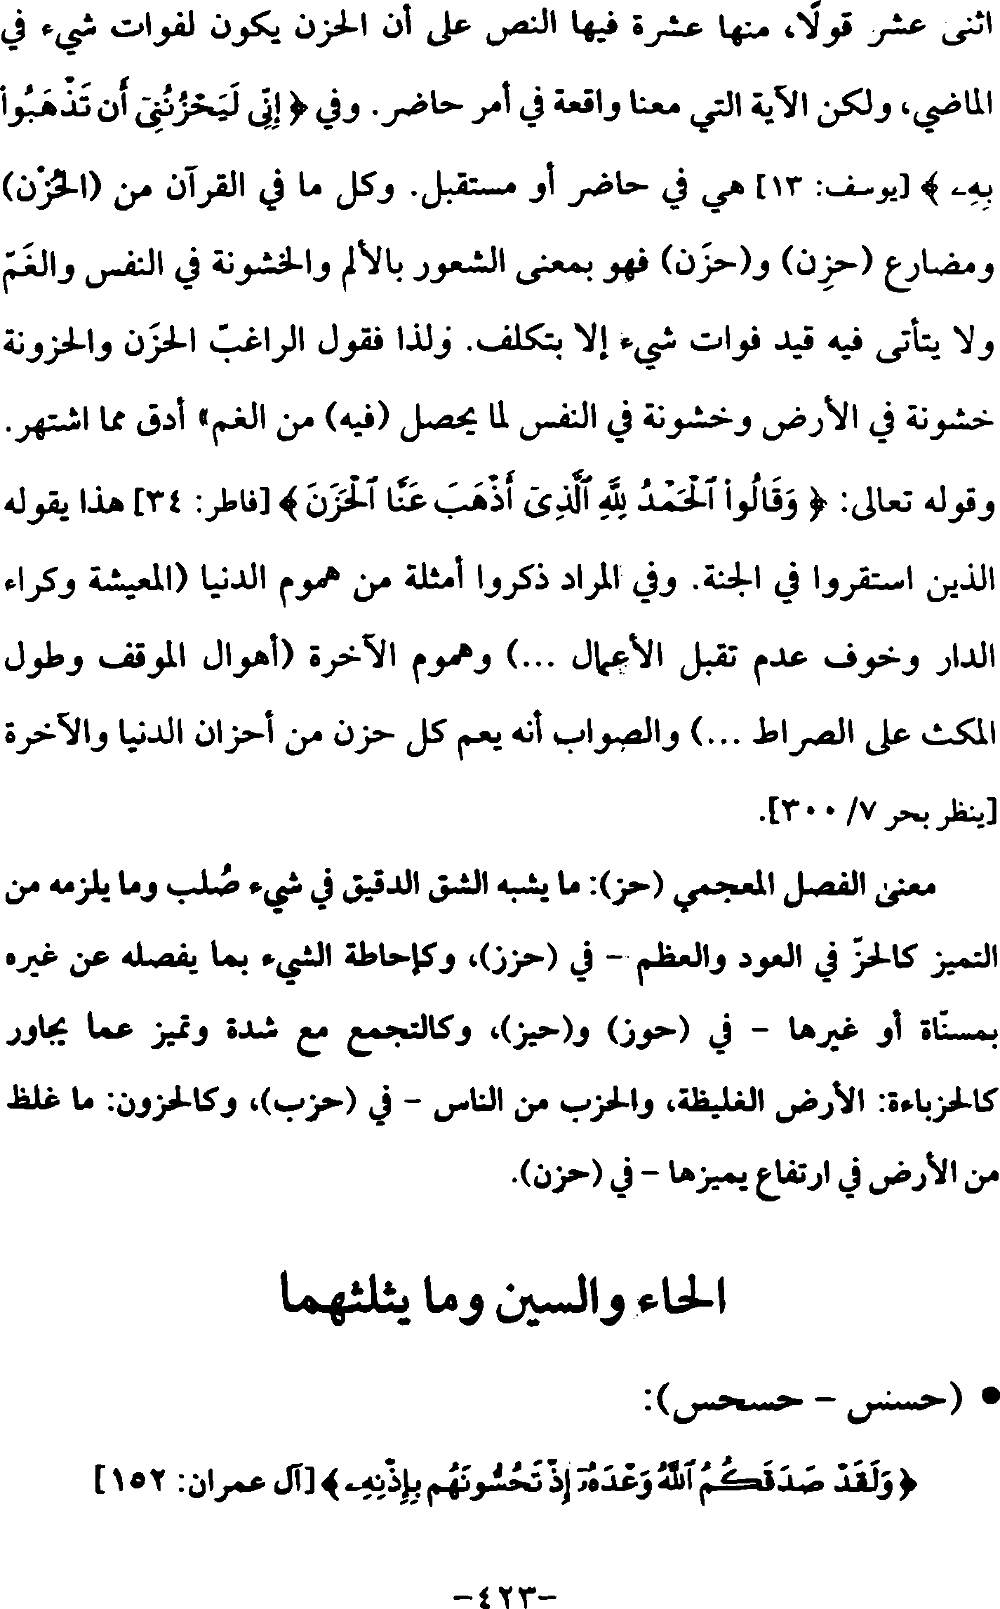 اثنى عشر قولًا، منها عشرة فيها النص على أن الحزن يكون لفوات شيء في
الماضي، ولكن الآية التي معنا واقعة في أمر حاضر. وفي ﴿ إِنِّي لَيَحْزُنُنِيٓ أَن تَذْهَبُوا۟
بِهِۦ ﴾ [يوسف: ١٣] هي في حاضر أو مستقبل. وكل ما في القرآن من (الحُزْن)
ومضارع (حزِن) و(حزَن) فهو بمعنى الشعور بالألم والخشونة في النفس والغَمّ
ولا يتأتى فيه قيد فوات شيء إلا بتكلف. ولذا فقول الراغبّ الحزَن والحزونة
خشونة في الأرض وخشونة في النفس لما يحصل (فيه) من الغم» أدق مما اشتهر.
وقوله تعالى: ﴿ وَقَالُوا۟ ٱلْحَمْدُ لِلَّهِ ٱلَّذِيٓ أَذْهَبَ عَنَّا ٱلْحَزَنَ ﴾ [فاطر: ٣٤] هذا يقوله
الذين استقروا في الجنة. وفي المراد ذكروا أمثلة من هموم الدنيا (المعيشة وكراء
الدار وخوف عدم تقبل الأعمال ...) وهموم الآخرة (أهوال الموقف وطول
المكث على الصراط ...) والصواب أنه يعم كل حزن من أحزان الدنيا والآخرة
[ينظر بحر ٧/ ٣٠٠].
معنى الفصل المعجمي (حز): ما يشبه الشق الدقيق في شيء صُلب وما يلزمه من
التميز كالحزّ في العود والعظم - في (حزز)، وكإحاطة الشيء بما يفصله عن غيره
بمسنّاة أو غيرها - في (حوز) و(حيز)، وكالتجمع مع شدة وتميز عما يجاور
كالحزباءة: الأرض الغليظة، والحزب من الناس - في (حزب)، وكالحزون: ما غلظ
من الأرض في ارتفاع يميزها - في (حزن).
الحاء والسين وما يثلثهما
• (حسس - حسحس):
﴿ وَلَقَدْ صَدَقَكُمُ ٱللَّهُ وَعْدَهُۥٓ إِذْ تَحُسُّونَهُم بِإِذْنِهِۦ ﴾ [آل عمران: ١٥٢]
-٤٢٣-